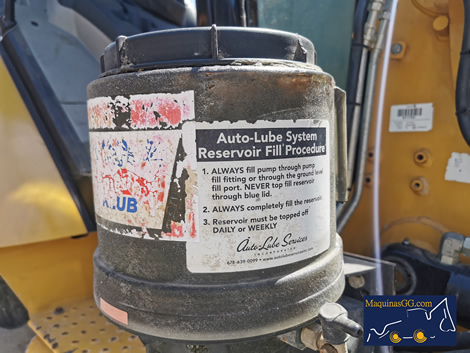 Auto-Lube System
Reservoir Fill Procedure
1. ALWAYS fill pump through pump
fill fitting or through the ground level
fill port. NEVER top fill reservoir
through blue lid.
2. ALWAYS completely fill the reservoir
3. Reservoir must be topped off
DAILY or WEEKLY
Auto-Lube Services
INCORPORATED
MaquinasGG.com